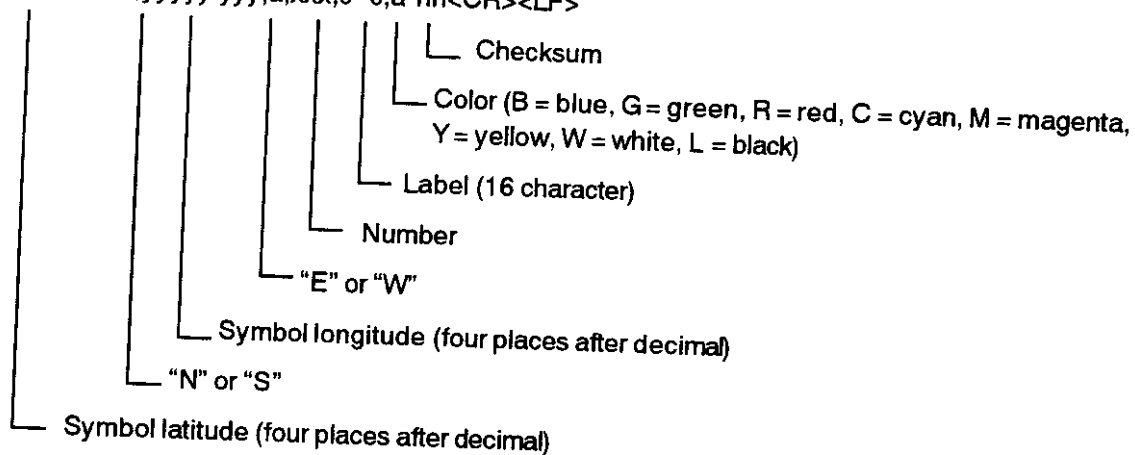 Checksum
Color (B = blue, G = green, R = red, C = cyan, M = magenta,
Y = yellow, W = white, L = black)
Label (16 character)
Number
“E” or “W”
Symbol longitude (four places after decimal)
“N” or “S”
Symbol latitude (four places after decimal)